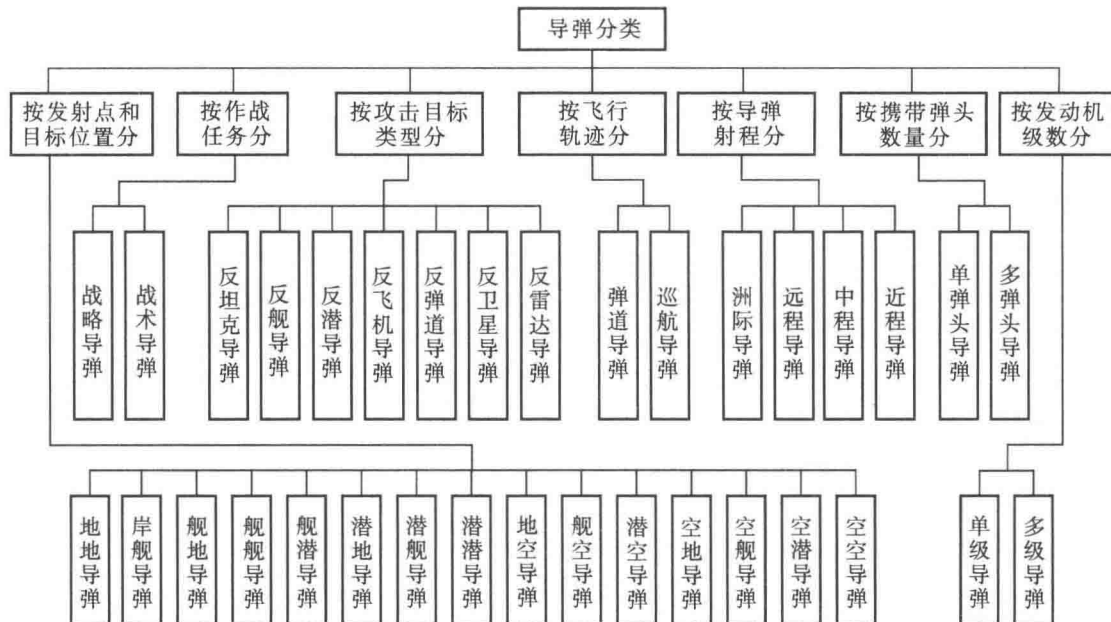 导弹分类
按发射点和
目标位置分
按作战
任务分
按攻击目标
类型分
按飞行
轨迹分
按导弹
射程分
按携带弹头
数量分
按发动机
级数分
战略导弹
战术导弹
反坦克导弹
反舰导弹
反潜导弹
反飞机导弹
反弹道导弹
反卫星导弹
反雷达导弹
弹道导弹
巡航导弹
洲际导弹
远程导弹
中程导弹
近程导弹
单弹头导弹
多弹头导弹
地地导弹
岸舰导弹
舰地导弹
舰舰导弹
舰潜导弹
潜地导弹
潜舰导弹
潜潜导弹
地空导弹
舰空导弹
潜空导弹
空地导弹
空舰导弹
空潜导弹
空空导弹
单级导弹
多级导弹